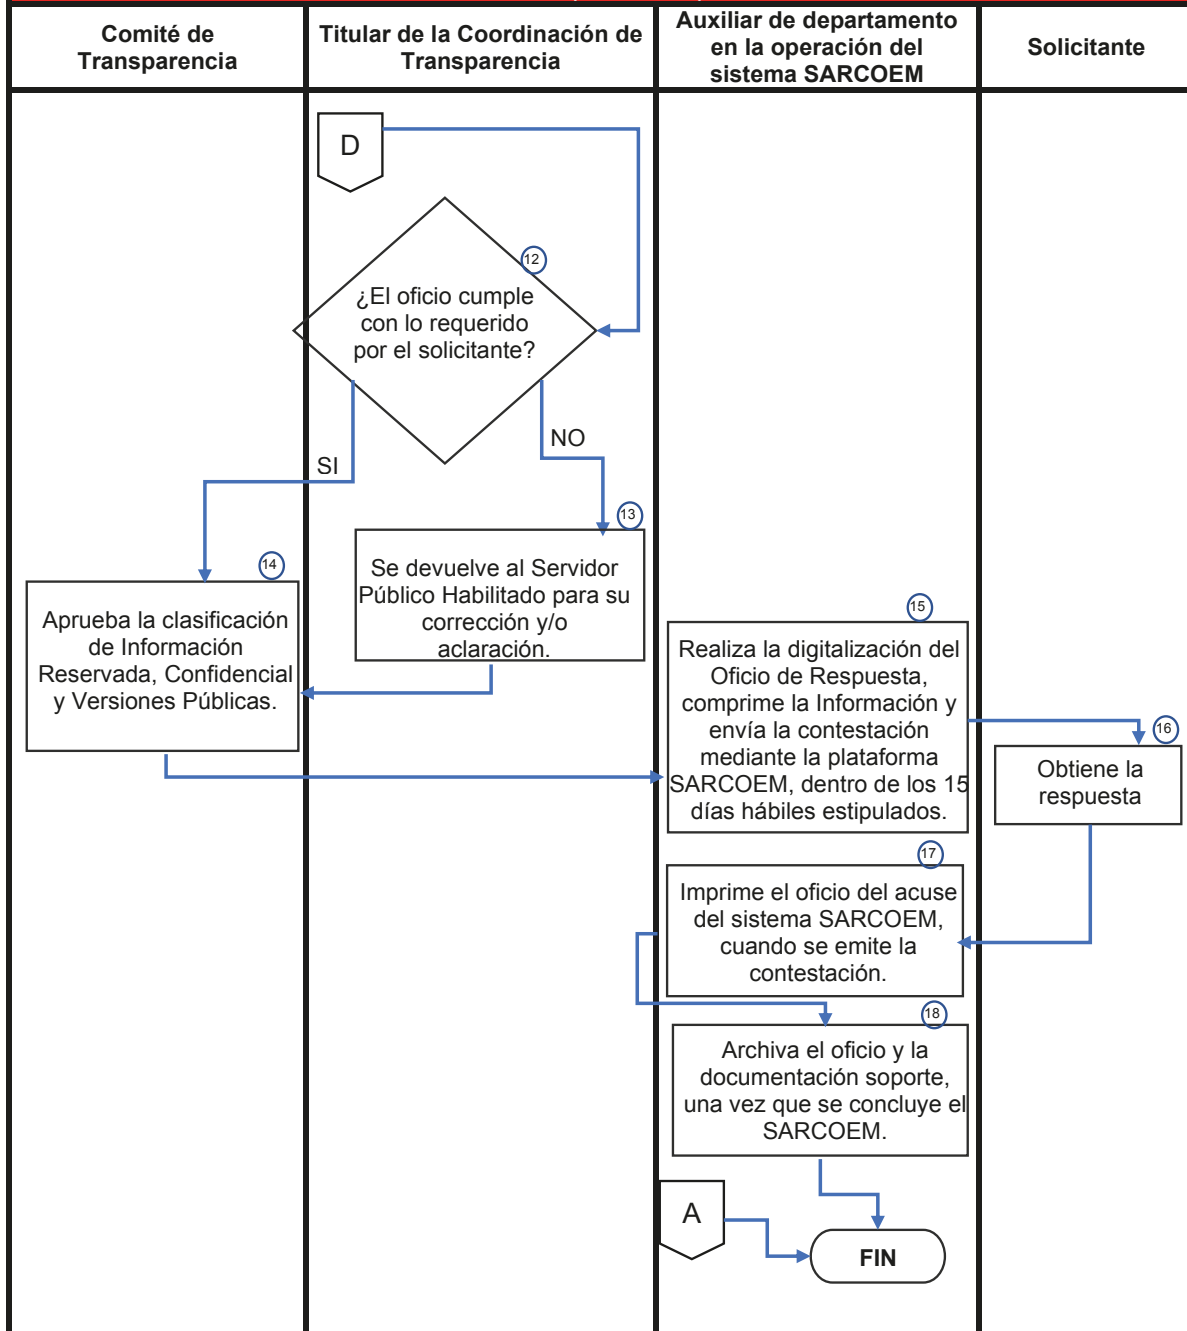 Comité de
Transparencia
Titular de la Coordinación de
Transparencia
Auxiliar de departamento
en la operación del
sistema SARCOEM
Solicitante
D
12
¿El oficio cumple
con lo requerido
por el solicitante?
SI
NO
13
Se devuelve al Servidor
Público Habilitado para su
corrección y/o
aclaración.
14
Aprueba la clasificación
de Información
Reservada, Confidencial
y Versiones Públicas.
15
Realiza la digitalización del
Oficio de Respuesta,
comprime la Información y
envía la contestación
mediante la plataforma
SARCOEM, dentro de los 15
días hábiles estipulados.
16
Obtiene la
respuesta
17
Imprime el oficio del acuse
del sistema SARCOEM,
cuando se emite la
contestación.
18
Archiva el oficio y la
documentación soporte,
una vez que se concluye el
SARCOEM.
A
FIN